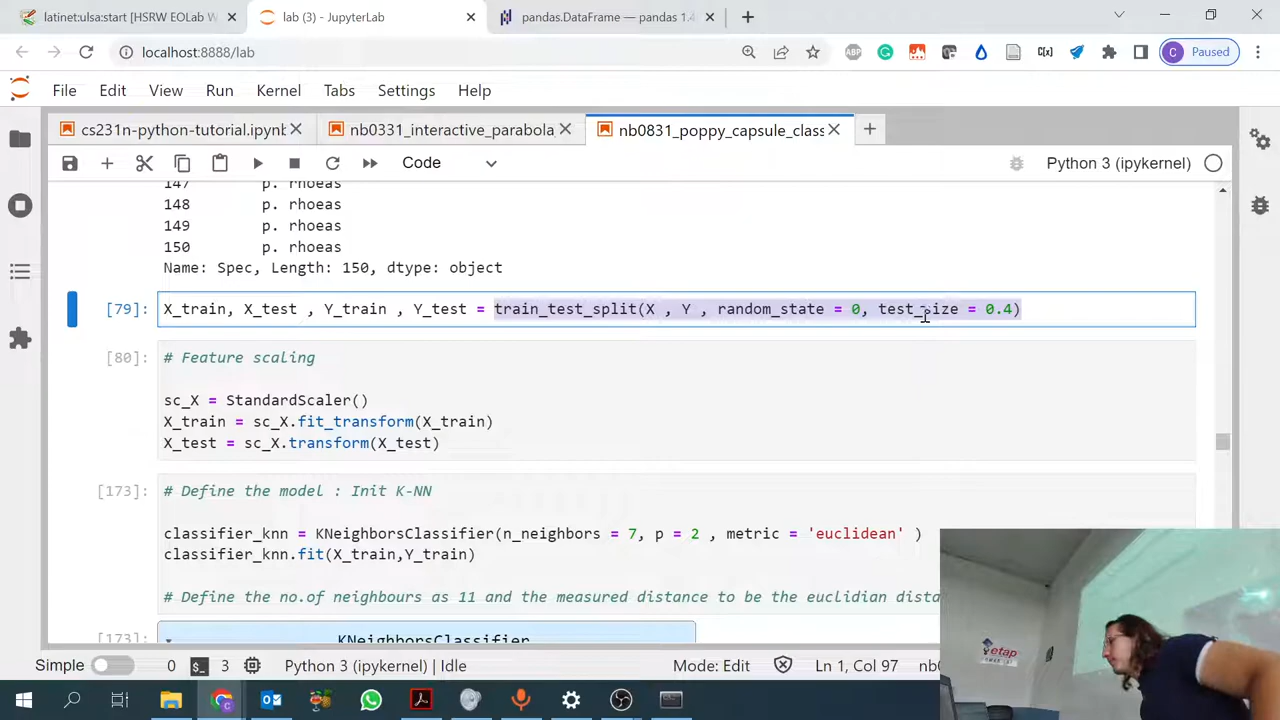 latinet:ulsa:start [HSRW EOLab W
lab (3) - JupyterLab
pandas.DataFrame — pandas 1.4
localhost:8888/lab
Paused
File Edit View Run Kernel Tabs Settings Help
cs231n-python-tutorial.ipynb
nb0331_interactive_parabola
nb0831_poppy_capsule_class
Code
Python 3 (ipykernel)
147 p. rhoeas
148 p. rhoeas
149 p. rhoeas
150 p. rhoeas
Name: Spec, Length: 150, dtype: object
[79]: X_train, X_test , Y_train , Y_test = train_test_split(X , Y , random_state = 0, test_size = 0.4)
[80]: # Feature scaling
sc_X = StandardScaler()
X_train = sc_X.fit_transform(X_train)
X_test = sc_X.transform(X_test)
[173]: # Define the model : Init K-NN
classifier_knn = KNeighborsClassifier(n_neighbors = 7, p = 2 , metric = 'euclidean' )
classifier_knn.fit(X_train,Y_train)
# Define the no.of neighbours as 11 and the measured distance to be the euclidian dista
[173]: KNeighborsClassifier
etap
Simple 0 3 Python 3 (ipykernel) | Idle Mode: Edit Ln 1, Col 97 nb0